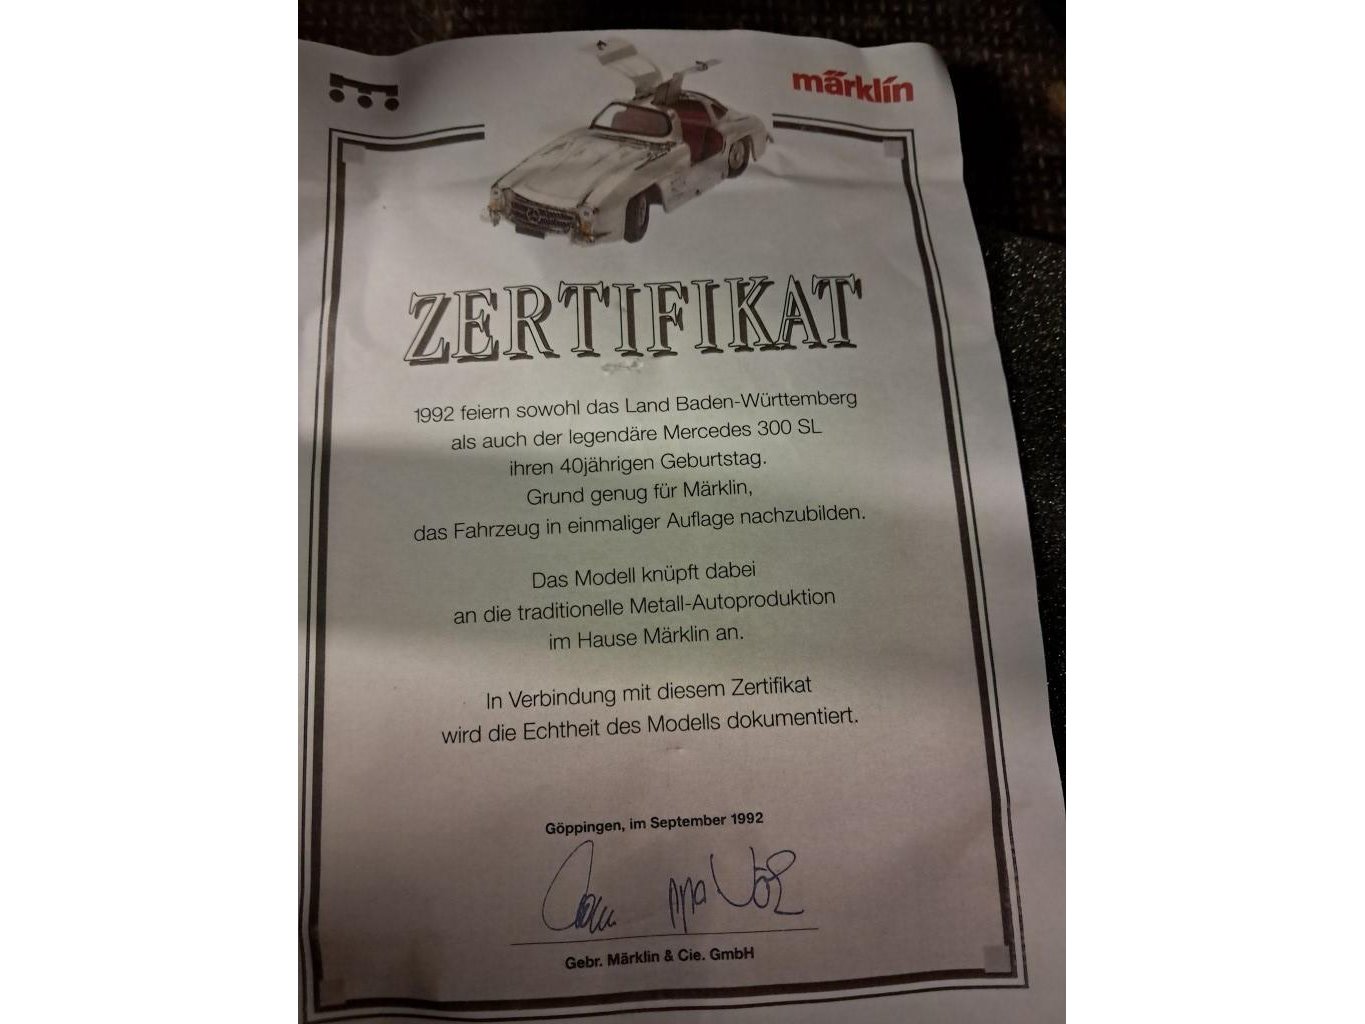 märklin
ZERTIFIKAT
1992 feiern sowohl das Land Baden-Württemberg
als auch der legendäre Mercedes 300 SL
ihren 40jährigen Geburtstag.
Grund genug für Märklin,
das Fahrzeug in einmaliger Auflage nachzubilden.
Das Modell knüpft dabei
an die traditionelle Metall-Autoproduktion
im Hause Märklin an.
In Verbindung mit diesem Zertifikat
wird die Echtheit des Modells dokumentiert.
Göppingen, im September 1992
Gebr. Märklin & Cie. GmbH